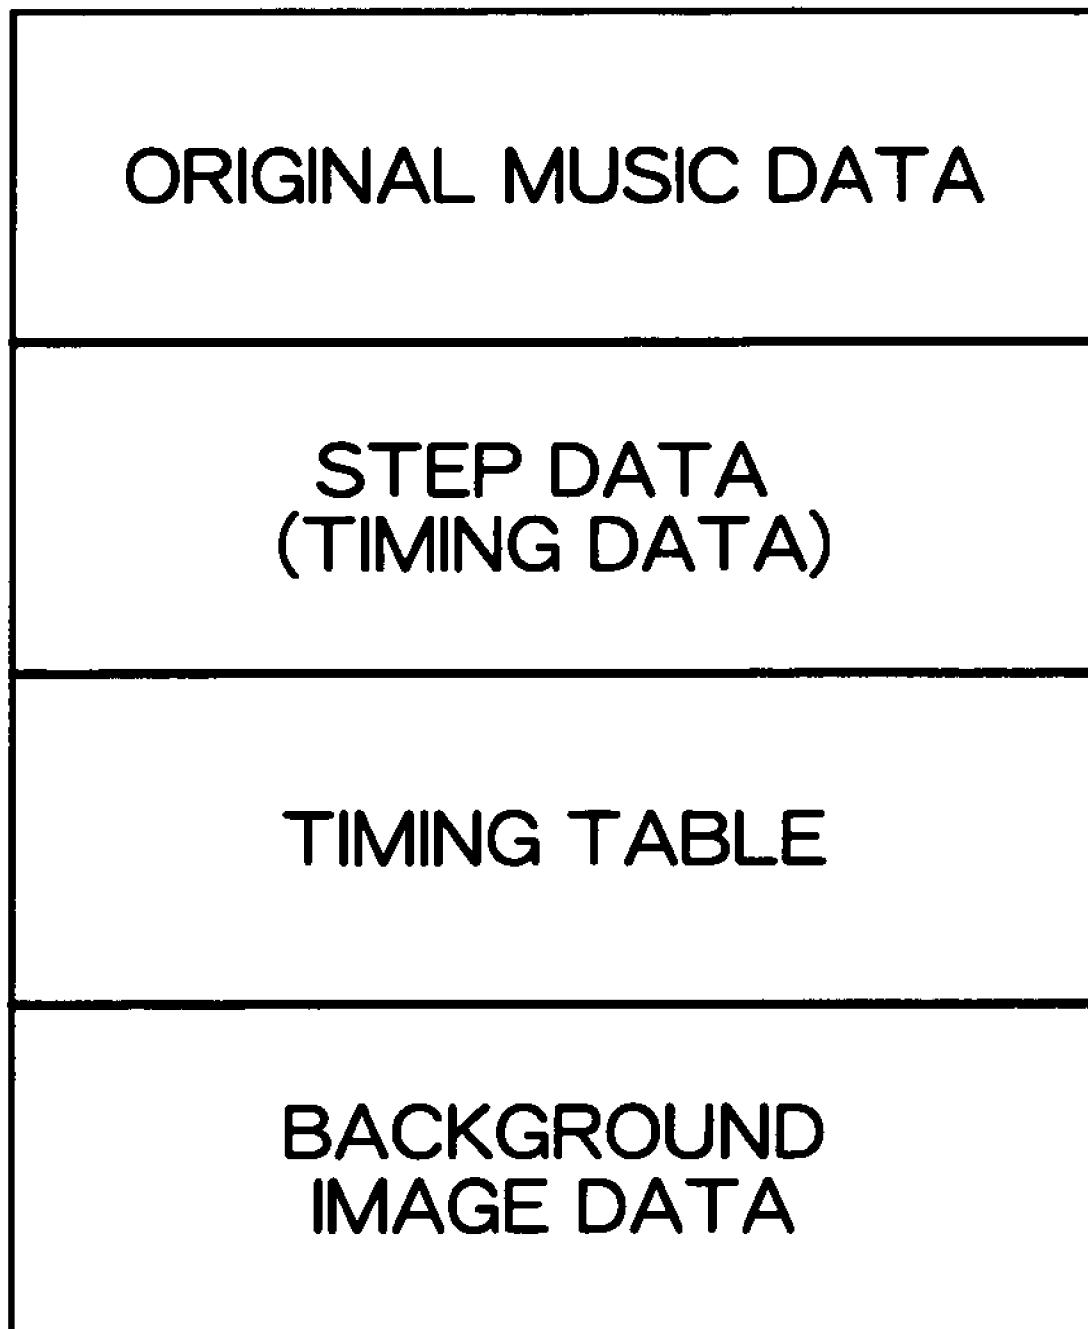 ORIGINAL MUSIC DATA
STEP DATA
(TIMING DATA)
TIMING TABLE
BACKGROUND
IMAGE DATA